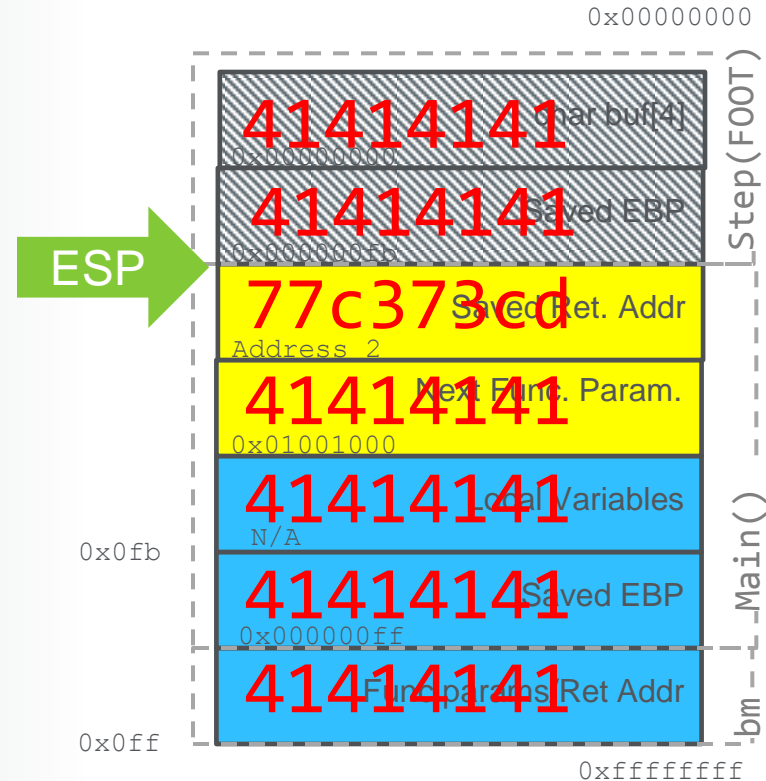 0x00000000
41414141
char buf[4]
0x00000000
41414141
Saved EBP
0x000000fb
ESP
77c373cd
Saved Ret. Addr
Address 2
41414141
Next Func. Param.
0x01001000
41414141
Local Variables
N/A
0x0fb
41414141
Saved EBP
0x000000ff
41414141
Func params/Ret Addr
0x0ff
0xffffffff
Step(FOOT)
Main()
bm